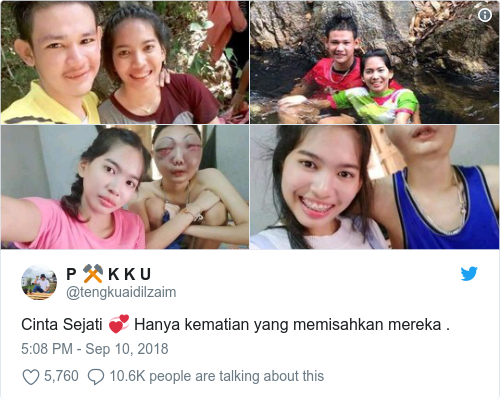 P ⚒ K K U
@tengkuaidilzaim
Cinta Sejati 💞 Hanya kematian yang memisahkan mereka .
5:08 PM - Sep 10, 2018
5,760 10.6K people are talking about this